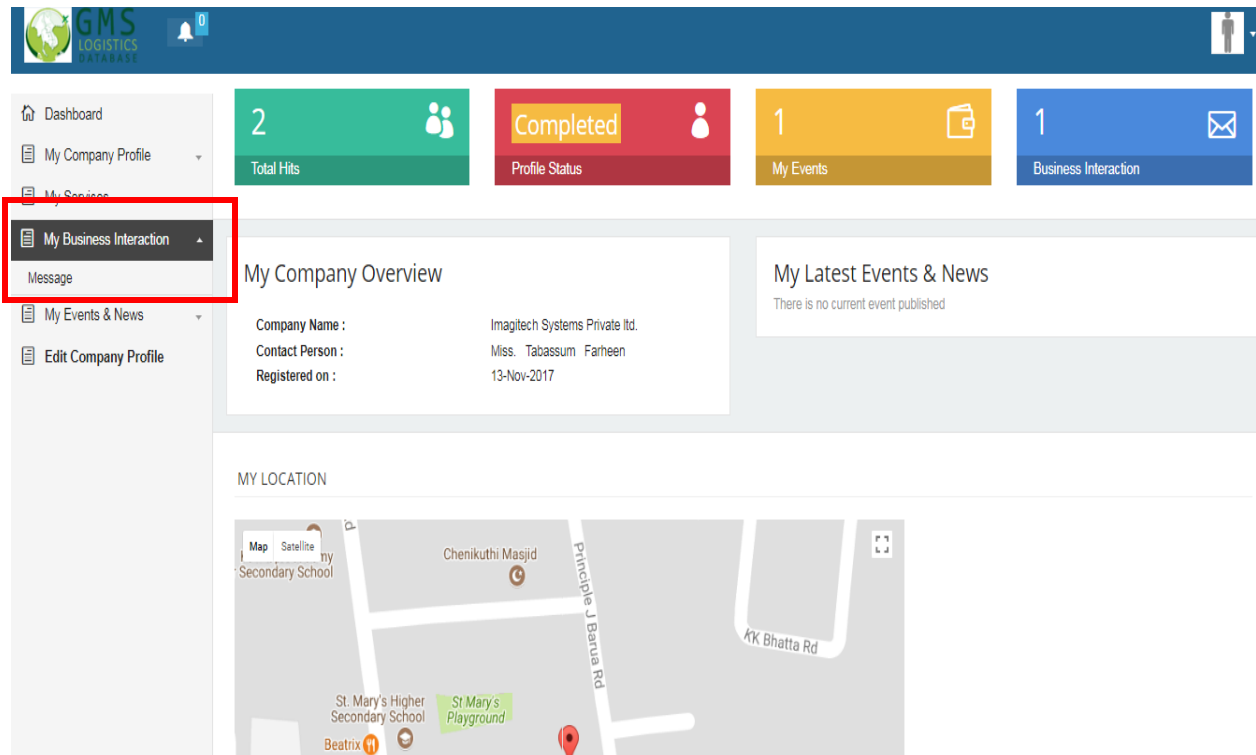 GMS
LOGISTICS
DATABASE
0
Dashboard
My Company Profile
My Services
My Business Interaction
Message
My Events & News
Edit Company Profile
2
Total Hits
Completed
Profile Status
1
My Events
1
Business Interaction
My Company Overview
Company Name : Imagitech Systems Private ltd.
Contact Person : Miss. Tabassum Farheen
Registered on : 13-Nov-2017
My Latest Events & News
There is no current event published
MY LOCATION
Map Satellite
Secondary School
Chenikuthi Masjid
Principle J Barua Rd
KK Bhatta Rd
St. Mary's Higher
Secondary School
St Mary's
Playground
Beatrix